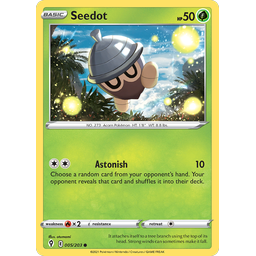 BASIC Seedot HP50
NO. 273 Acorn Pokémon HT: 1'8" WT: 8.8 lbs.
Astonish 10
Choose a random card from your opponent's hand. Your
opponent reveals that card and shuffles it into their deck.
weakness ×2 resistance retreat
005/203
It attaches itself to a tree branch using the top of its
head. Strong winds can sometimes make it fall.